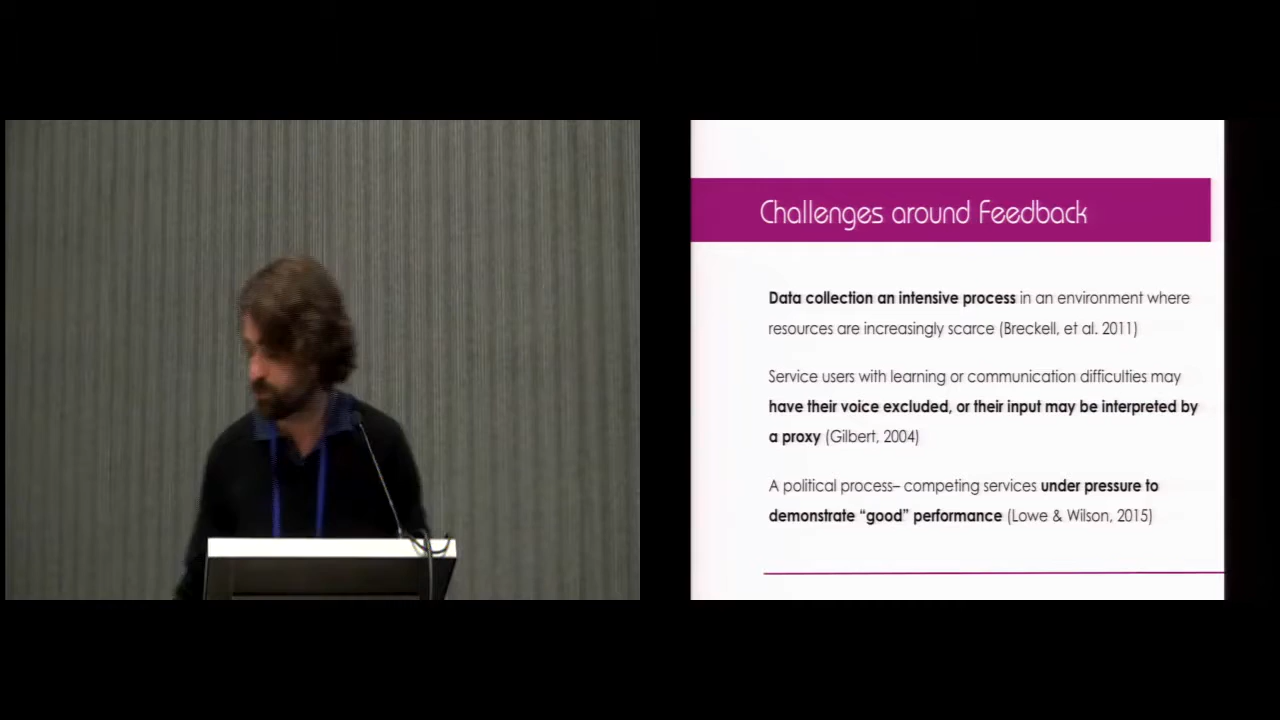 Challenges around Feedback
Data collection an intensive process in an environment where
resources are increasingly scarce (Breckell, et al. 2011)
Service users with learning or communication difficulties may
have their voice excluded, or their input may be interpreted by
a proxy (Gilbert, 2004)
A political process– competing services under pressure to
demonstrate “good” performance (Lowe & Wilson, 2015)